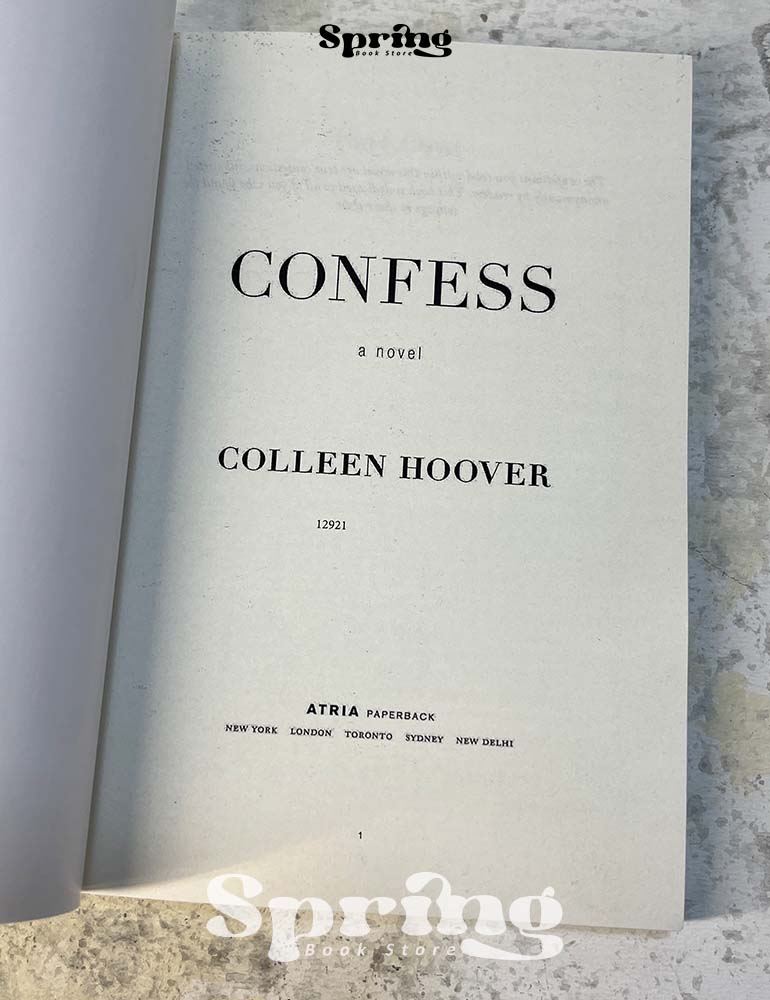 Spring
Book Store
CONFESS
a novel
COLLEEN HOOVER
12921
ATRIA PAPERBACK
NEW YORK LONDON TORONTO SYDNEY NEW DELHI
1
Spring
Book Store